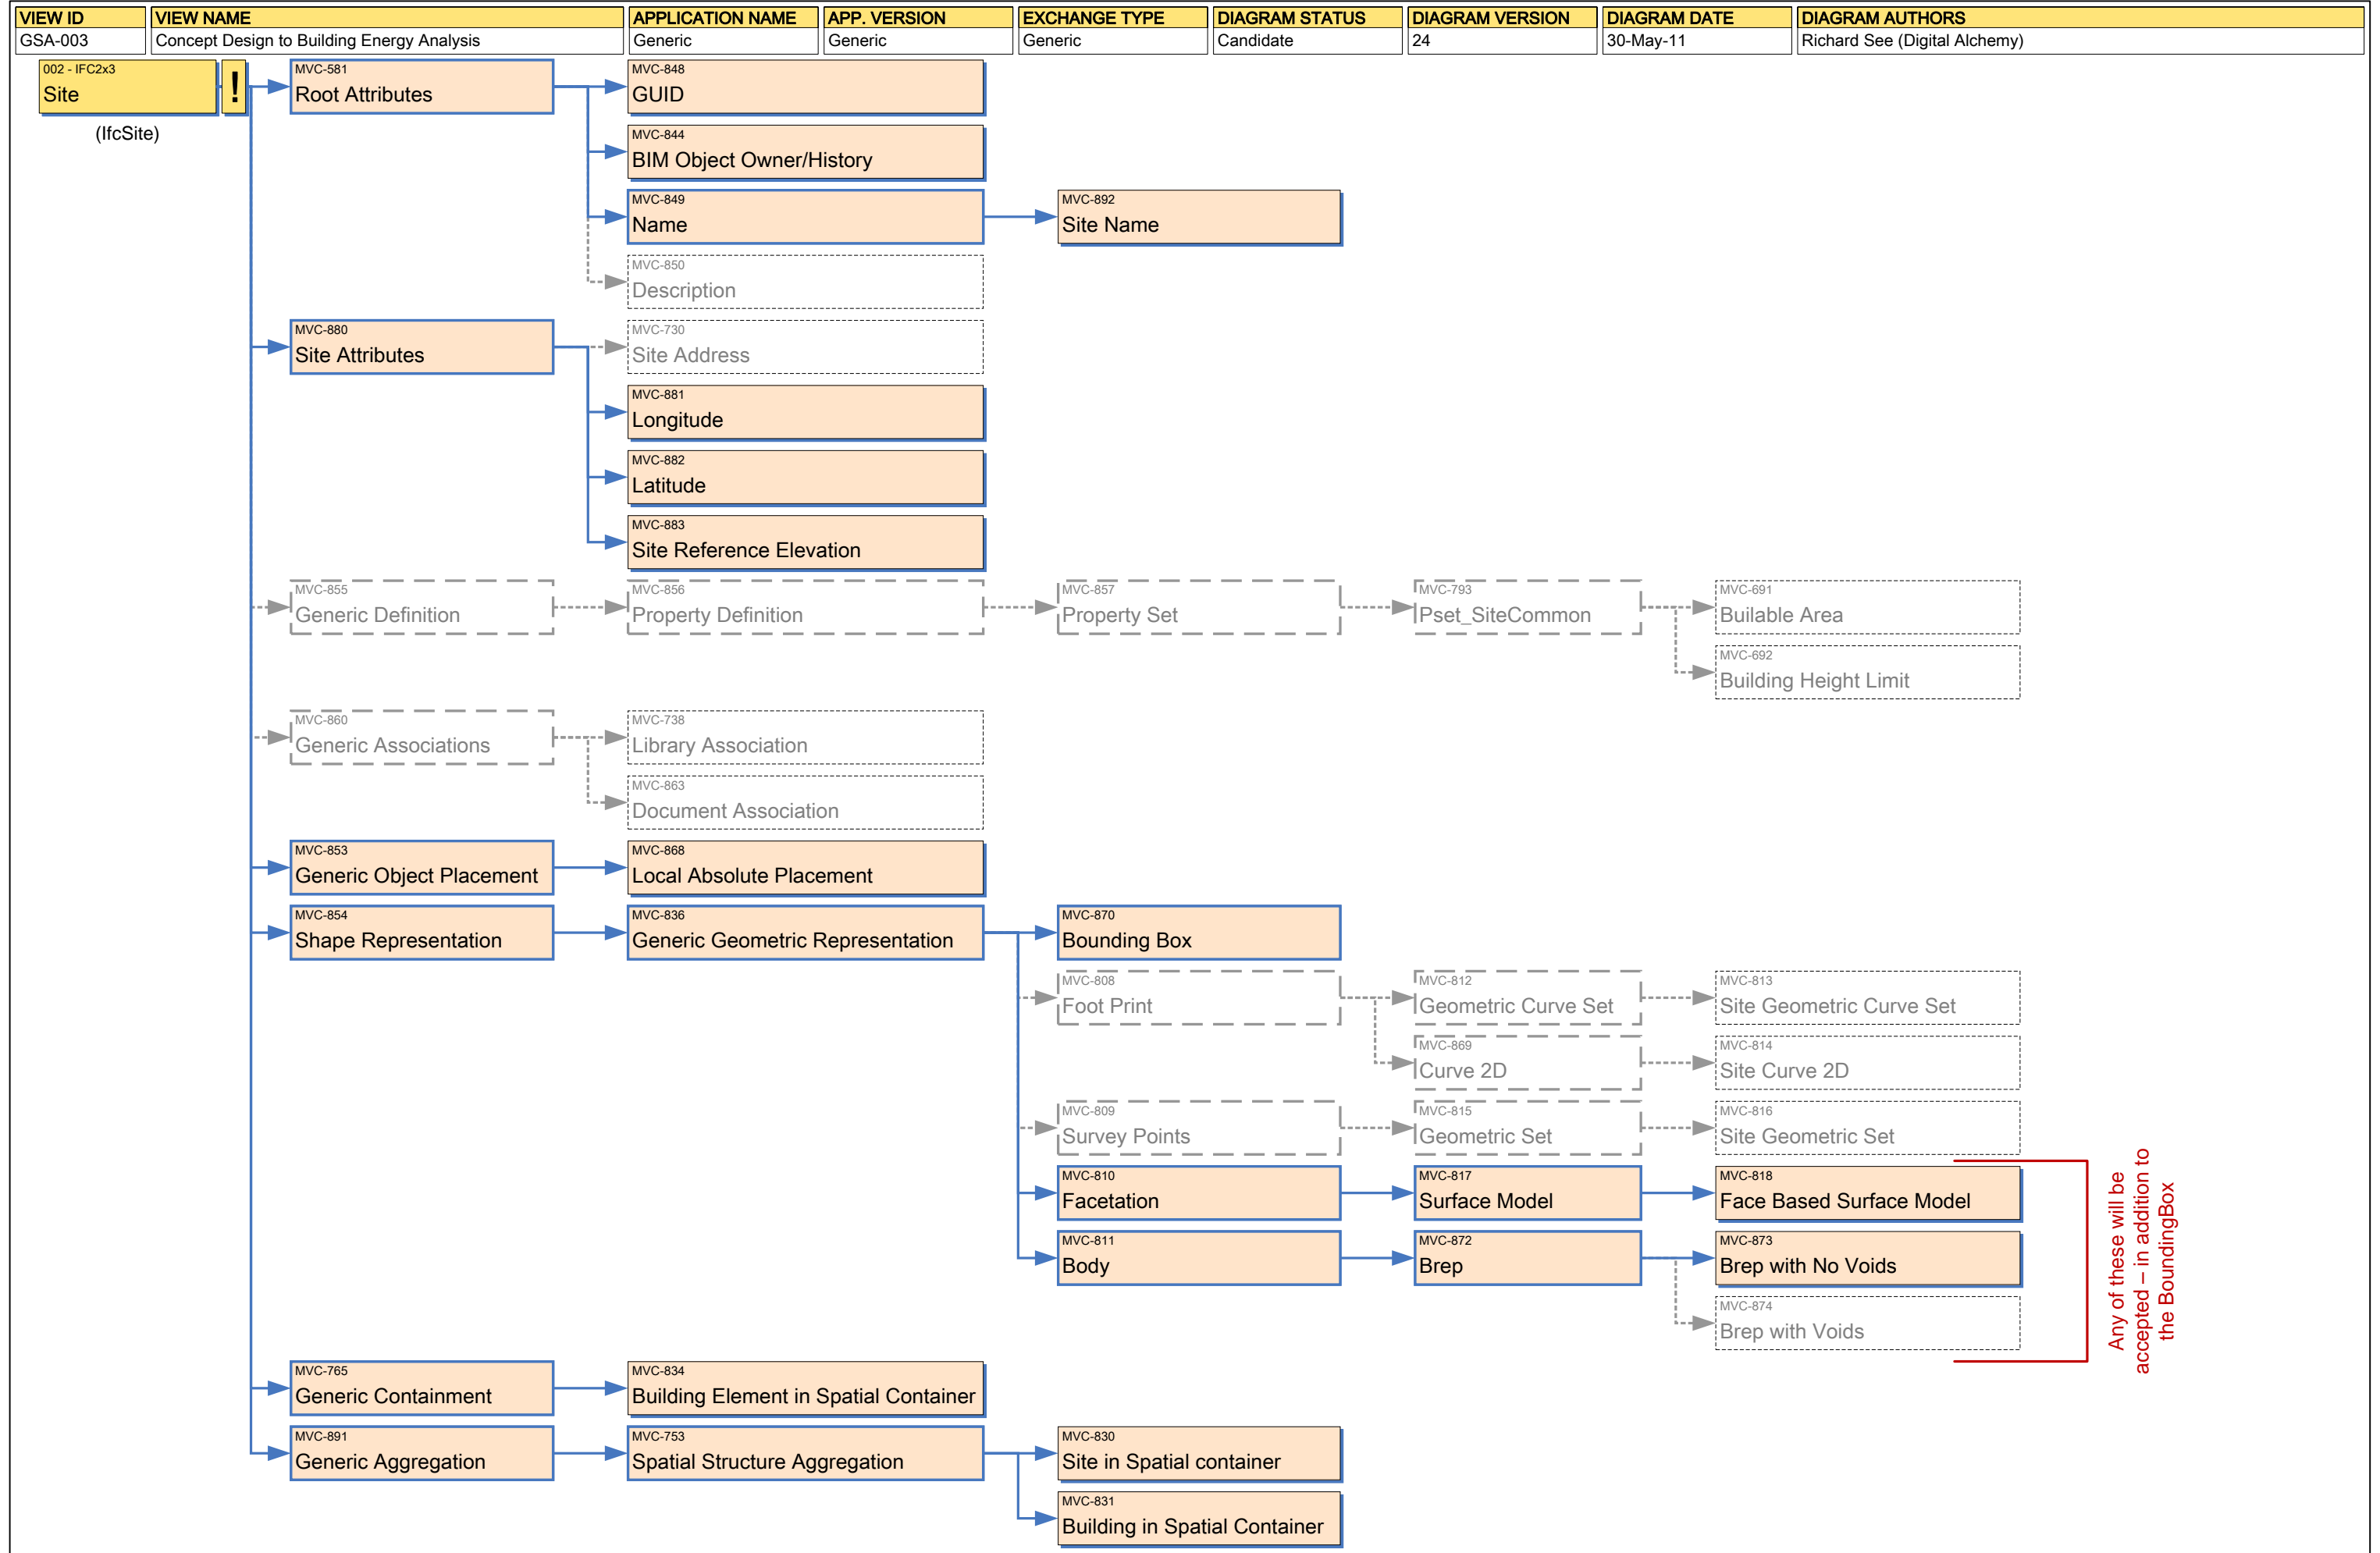 VIEW ID VIEW NAME APPLICATION NAME APP. VERSION EXCHANGE TYPE DIAGRAM STATUS DIAGRAM VERSION DIAGRAM DATE DIAGRAM AUTHORS
GSA-003 Concept Design to Building Energy Analysis Generic Generic Generic Candidate 24 30-May-11 Richard See (Digital Alchemy)
002 - IFC2x3
Site
!
(IfcSite)
MVC-581
Root Attributes
MVC-848
GUID
MVC-844
BIM Object Owner/History
MVC-849
Name
MVC-892
Site Name
MVC-850
Description
MVC-880
Site Attributes
MVC-730
Site Address
MVC-881
Longitude
MVC-882
Latitude
MVC-883
Site Reference Elevation
MVC-855
Generic Definition
MVC-856
Property Definition
MVC-857
Property Set
MVC-793
Pset_SiteCommon
MVC-691
Builable Area
MVC-692
Building Height Limit
MVC-860
Generic Associations
MVC-738
Library Association
MVC-863
Document Association
MVC-853
Generic Object Placement
MVC-868
Local Absolute Placement
MVC-854
Shape Representation
MVC-836
Generic Geometric Representation
MVC-870
Bounding Box
MVC-808
Foot Print
MVC-812
Geometric Curve Set
MVC-813
Site Geometric Curve Set
MVC-869
Curve 2D
MVC-814
Site Curve 2D
MVC-809
Survey Points
MVC-815
Geometric Set
MVC-816
Site Geometric Set
MVC-810
Facetation
MVC-817
Surface Model
MVC-818
Face Based Surface Model
MVC-811
Body
MVC-872
Brep
MVC-873
Brep with No Voids
MVC-874
Brep with Voids
Any of these will be
accepted – in addition to
the BoundingBox
MVC-765
Generic Containment
MVC-834
Building Element in Spatial Container
MVC-891
Generic Aggregation
MVC-753
Spatial Structure Aggregation
MVC-830
Site in Spatial container
MVC-831
Building in Spatial Container